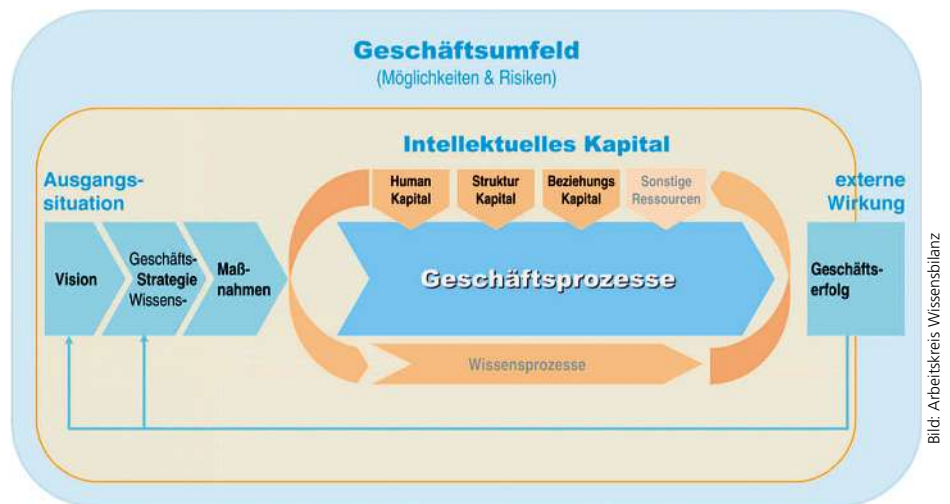 Geschäftsumfeld
(Möglichkeiten & Risiken)
Intellektuelles Kapital
Ausgangs-
situation
Human
Kapital
Struktur
Kapital
Beziehungs
Kapital
Sonstige
Ressourcen
externe
Wirkung
Vision
Geschäfts-
Strategie
Wissens-
Maß-
nahmen
Geschäftsprozesse
Geschäfts-
erfolg
Wissensprozesse
Bild: Arbeitskreis Wissensbilanz